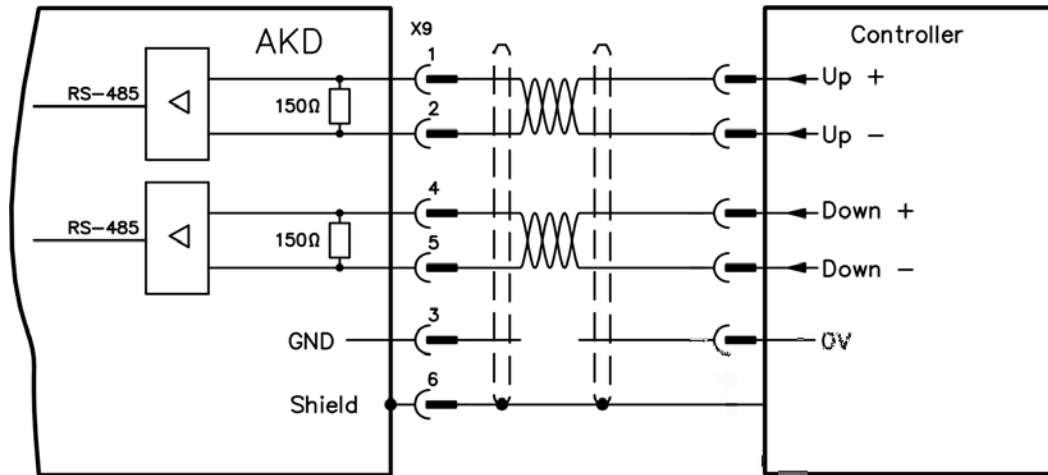 AKD
X9
Controller
RS-485
150Ω
1
Up +
2
Up -
RS-485
150Ω
4
Down +
5
Down -
GND
3
0V
Shield
6